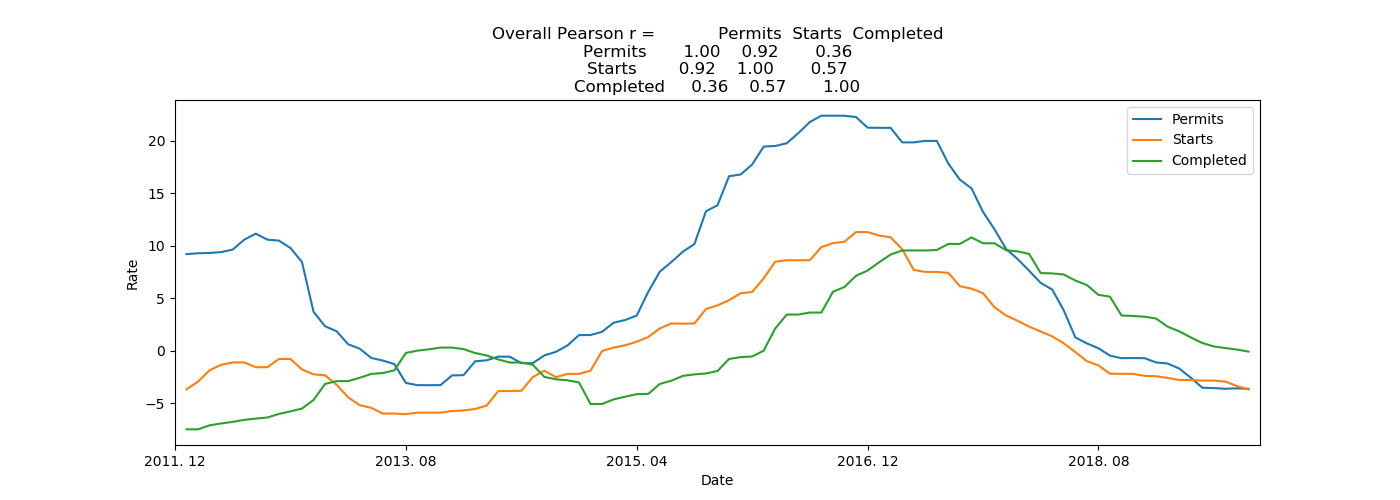 Overall Pearson r = Permits Starts Completed
Permits 1.00 0.92 0.36
Starts 0.92 1.00 0.57
Completed 0.36 0.57 1.00
Permits
Starts
Completed
20
15
10
5
0
−5
Rate
2011. 12 2013. 08 2015. 04 2016. 12 2018. 08
Date